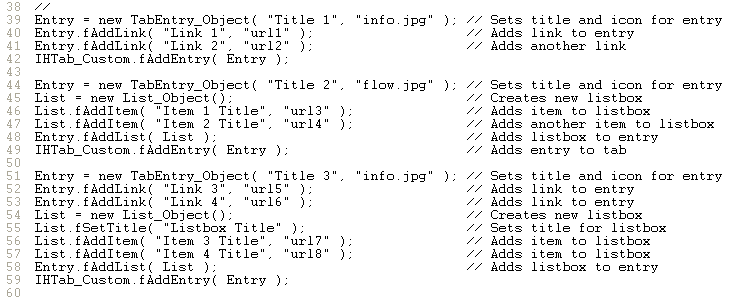 38 //
39 Entry = new TabEntry_Object( "Title 1", "info.jpg" ); // Sets title and icon for entry
40 Entry.fAddLink( "Link 1", "url1" ); // Adds link to entry
41 Entry.fAddLink( "Link 2", "url2" ); // Adds another link
42 IHTab_Custom.fAddEntry( Entry );
43
44 Entry = new TabEntry_Object( "Title 2", "flow.jpg" ); // Sets title and icon for entry
45 List = new List_Object(); // Creates new listbox
46 List.fAddItem( "Item 1 Title", "url3" ); // Adds item to listbox
47 List.fAddItem( "Item 2 Title", "url4" ); // Adds another item to listbox
48 Entry.fAddList( List ); // Adds listbox to entry
49 IHTab_Custom.fAddEntry( Entry ); // Adds entry to tab
50
51 Entry = new TabEntry_Object( "Title 3", "info.jpg" ); // Sets title and icon for entry
52 Entry.fAddLink( "Link 3", "url5" ); // Adds link to entry
53 Entry.fAddLink( "Link 4", "url6" ); // Adds link to entry
54 List = new List_Object(); // Creates new listbox
55 List.fSetTitle( "Listbox Title" ); // Sets title for listbox
56 List.fAddItem( "Item 3 Title", "url7" ); // Adds item to listbox
57 List.fAddItem( "Item 4 Title", "url8" ); // Adds item to listbox
58 Entry.fAddList( List ); // Adds listbox to entry
59 IHTab_Custom.fAddEntry( Entry );
60